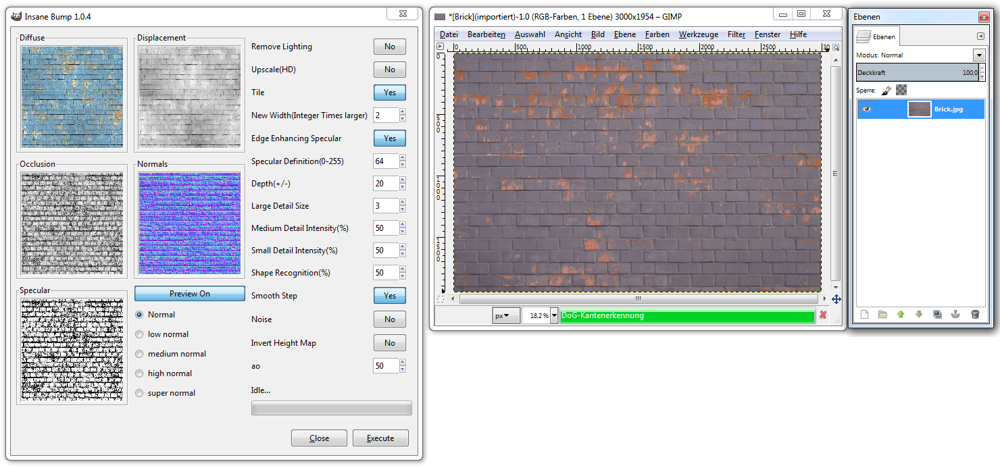 Insane Bump 1.0.4
Diffuse
Displacement
Occlusion
Normals
Specular
Preview On
Normal
low normal
medium normal
high normal
super normal
Remove Lighting No
Upscale(HD) No
Tile Yes
New Width(Integer Times larger) 2
Edge Enhancing Specular Yes
Specular Definition(0-255) 64
Depth(+/-) 20
Large Detail Size 3
Medium Detail Intensity(%) 50
Small Detail Intensity(%) 50
Shape Recognition(%) 50
Smooth Step Yes
Noise No
Invert Height Map No
ao 50
Idle...
Close Execute
*[Brick](importiert)-1.0 (RGB-Farben, 1 Ebene) 3000x1954 – GIMP
Datei Bearbeiten Auswahl Ansicht Bild Ebene Farben Werkzeuge Filter Fenster Hilfe
0 500 1000 1500 2000 2500 30
0
500
1000
1500
px 18,2 % DoG-Kantenerkennung
Ebenen
Ebenen
Modus: Normal
Deckkraft 100,0
Sperre:
Brick.jpg